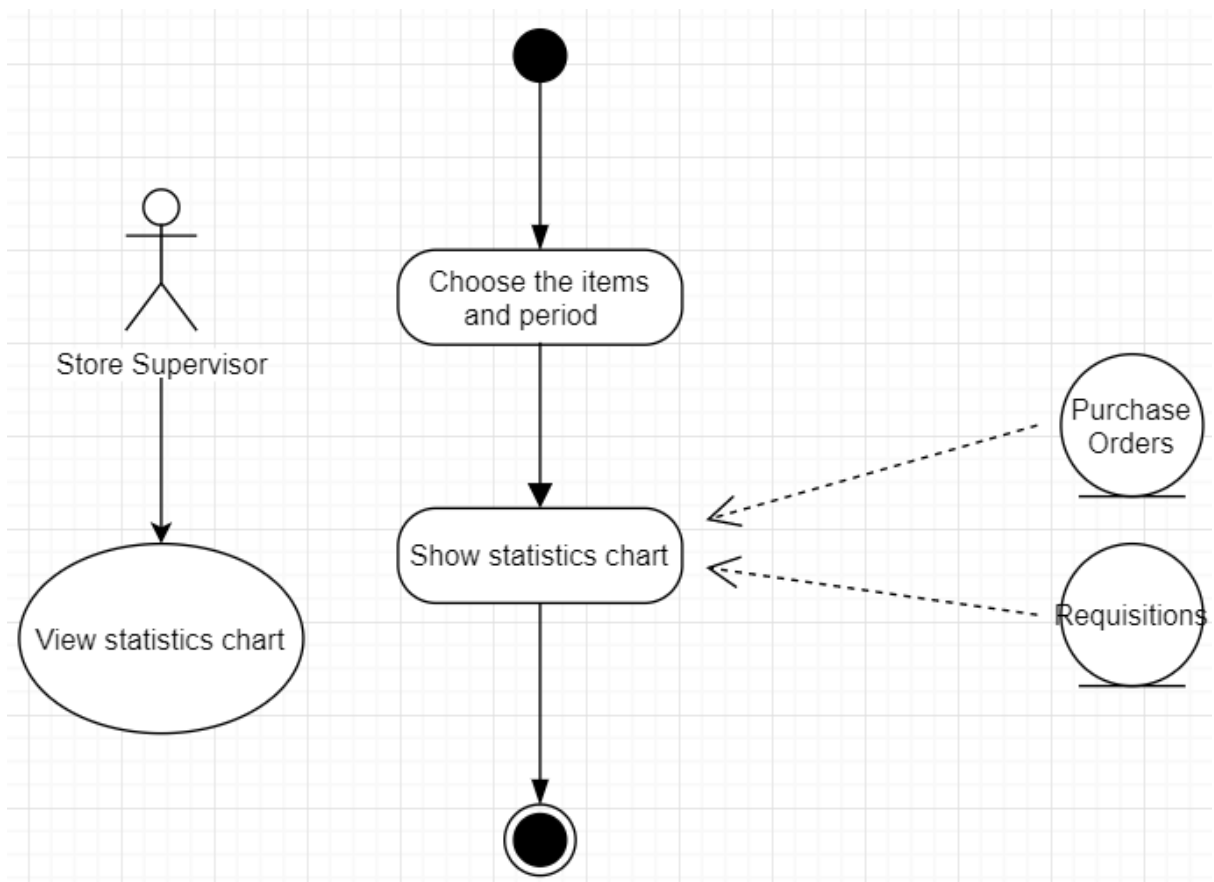 Choose the items
and period
Store Supervisor
Purchase
Orders
Show statistics chart
Requisitions
View statistics chart